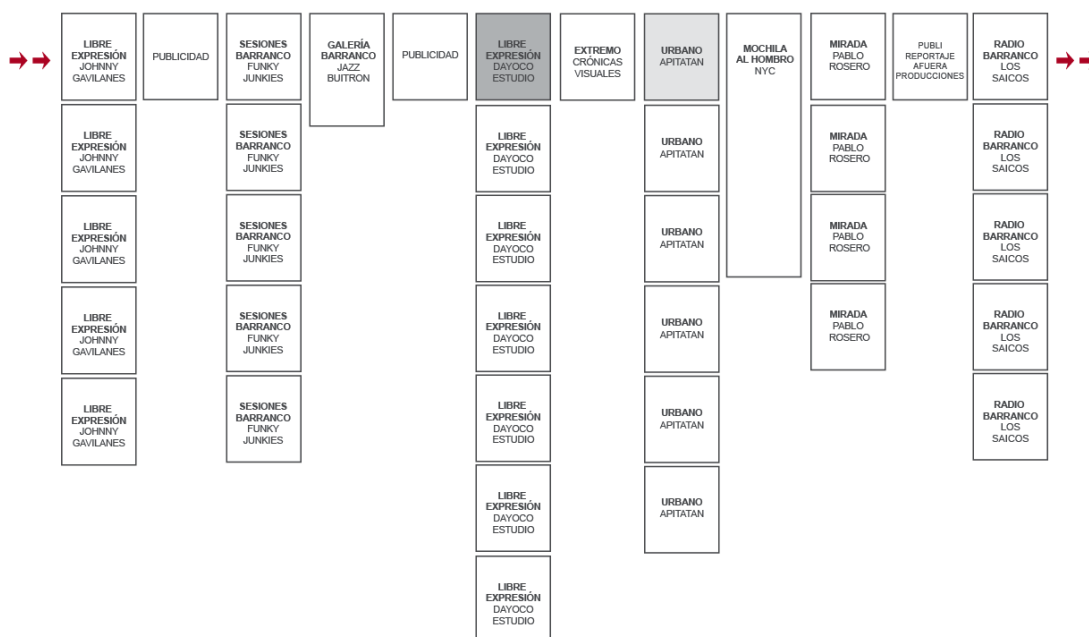 LIBRE
EXPRESIÓN
JOHNNY
GAVILANES
PUBLICIDAD
SESIONES
BARRANCO
FUNKY
JUNKIES
GALERÍA
BARRANCO
JAZZ
BUITRON
PUBLICIDAD
LIBRE
EXPRESIÓN
DAYOCO
ESTUDIO
EXTREMO
CRÓNICAS
VISUALES
URBANO
APITATAN
MOCHILA
AL HOMBRO
NYC
MIRADA
PABLO
ROSERO
PUBLI
REPORTAJE
AFUERA
PRODUCCIONES
RADIO
BARRANCO
LOS
SAICOS
LIBRE
EXPRESIÓN
JOHNNY
GAVILANES
SESIONES
BARRANCO
FUNKY
JUNKIES
LIBRE
EXPRESIÓN
DAYOCO
ESTUDIO
URBANO
APITATAN
MIRADA
PABLO
ROSERO
RADIO
BARRANCO
LOS
SAICOS
LIBRE
EXPRESIÓN
JOHNNY
GAVILANES
SESIONES
BARRANCO
FUNKY
JUNKIES
LIBRE
EXPRESIÓN
DAYOCO
ESTUDIO
URBANO
APITATAN
MIRADA
PABLO
ROSERO
RADIO
BARRANCO
LOS
SAICOS
LIBRE
EXPRESIÓN
JOHNNY
GAVILANES
SESIONES
BARRANCO
FUNKY
JUNKIES
LIBRE
EXPRESIÓN
DAYOCO
ESTUDIO
URBANO
APITATAN
MIRADA
PABLO
ROSERO
RADIO
BARRANCO
LOS
SAICOS
LIBRE
EXPRESIÓN
JOHNNY
GAVILANES
SESIONES
BARRANCO
FUNKY
JUNKIES
LIBRE
EXPRESIÓN
DAYOCO
ESTUDIO
URBANO
APITATAN
RADIO
BARRANCO
LOS
SAICOS
LIBRE
EXPRESIÓN
DAYOCO
ESTUDIO
URBANO
APITATAN
LIBRE
EXPRESIÓN
DAYOCO
ESTUDIO